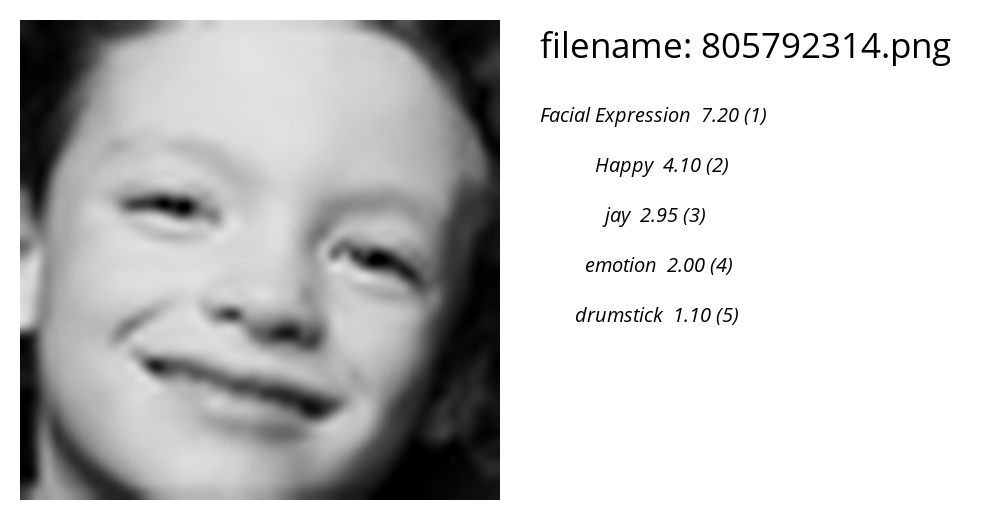 filename: 805792314.png
Facial Expression 7.20 (1)
Happy 4.10 (2)
jay 2.95 (3)
emotion 2.00 (4)
drumstick 1.10 (5)